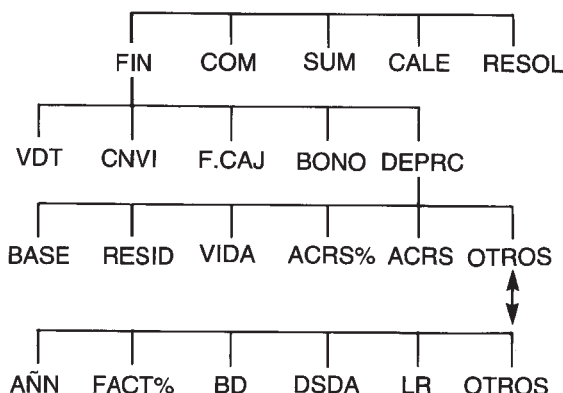 FIN COM SUM CALE RESOL
VDT CNVI F.CAJ BONO DEPRC
BASE RESID VIDA ACRS% ACRS OTROS
AÑN FACT% BD DSDA LR OTROS